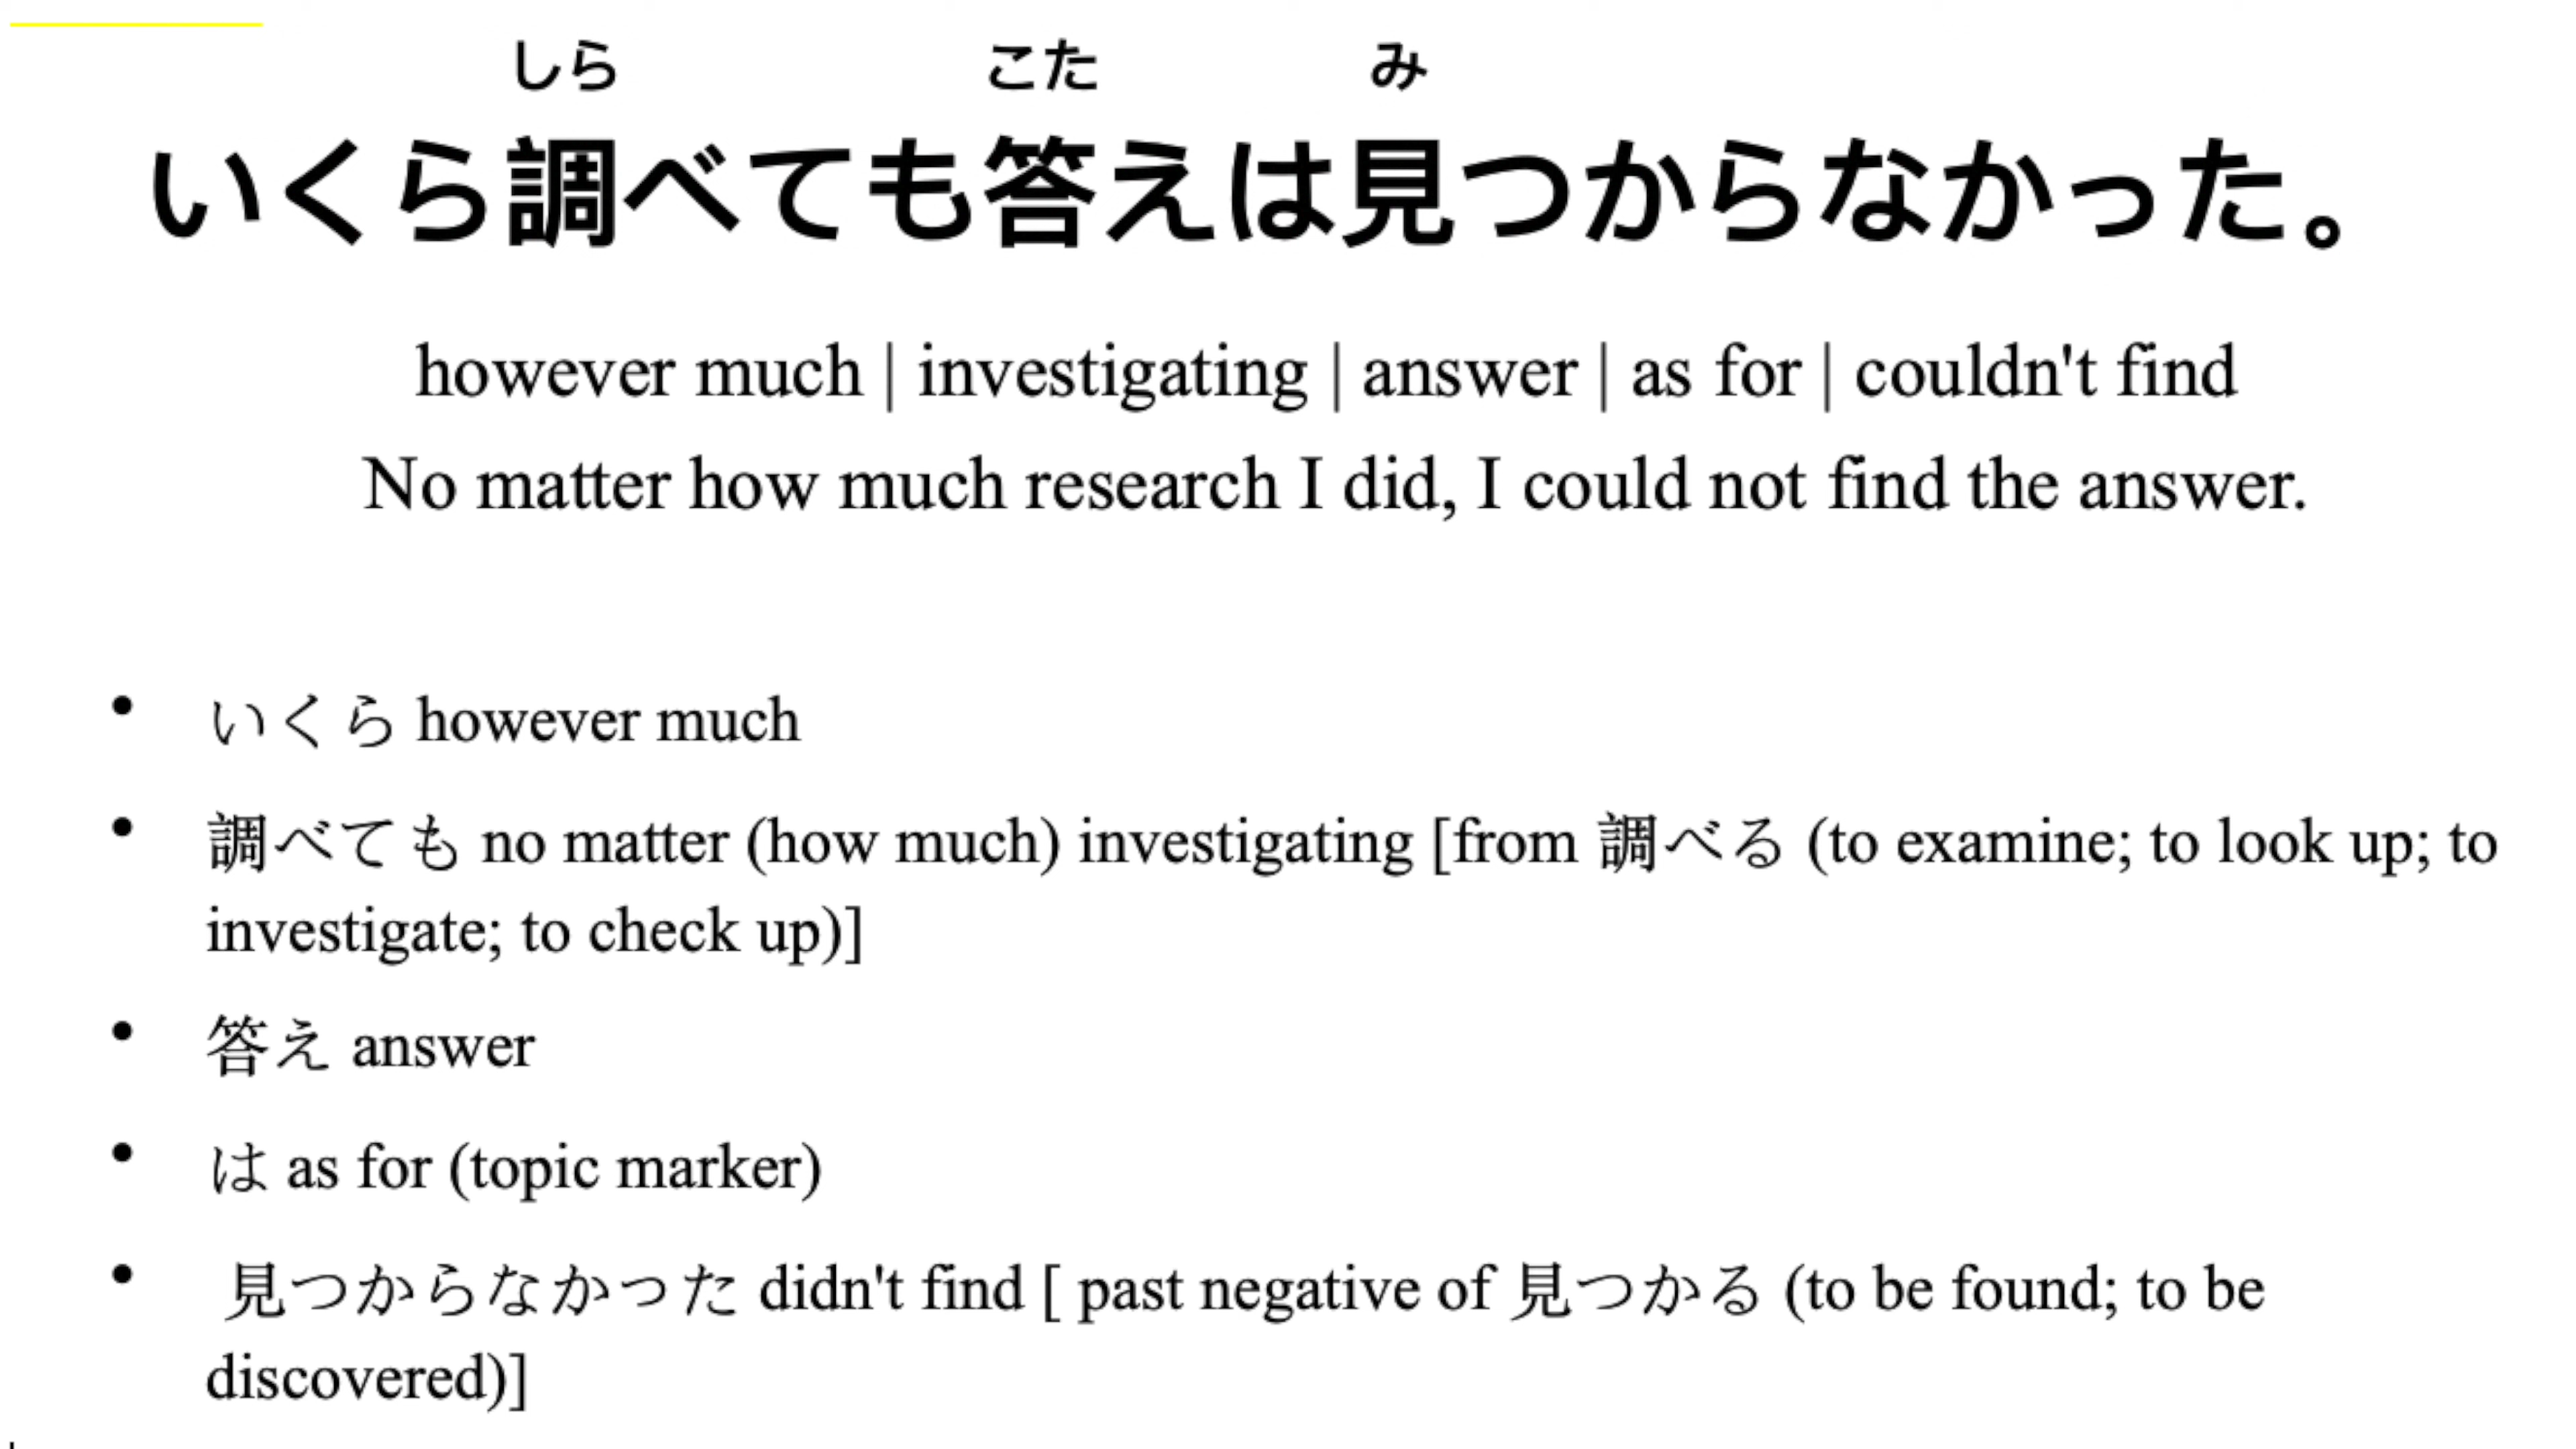 しら こた み
いくら調べても答えは見つからなかった。
however much | investigating | answer | as for | couldn't find
No matter how much research I did, I could not find the answer.
• いくら however much
• 調べても no matter (how much) investigating [from 調べる (to examine; to look up; to
investigate; to check up)]
• 答え answer
• は as for (topic marker)
• 見つからなかった didn't find [ past negative of 見つかる (to be found; to be
discovered)]